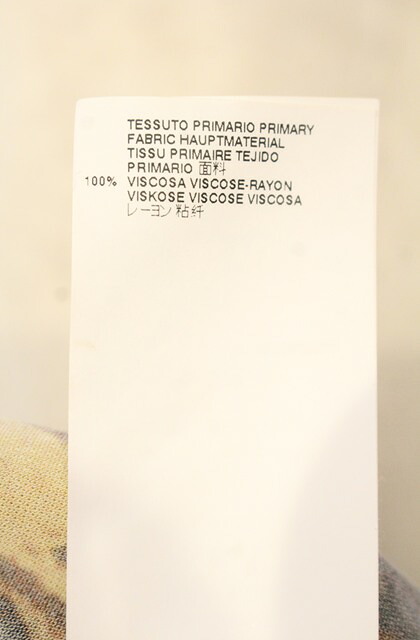 TESSUTO PRIMARIO PRIMARY
FABRIC HAUPTMATERIAL
TISSU PRIMAIRE TEJIDO
PRIMARIO 面料
100% VISCOSA VISCOSE-RAYON
VISKOSE VISCOSE VISCOSA
レーヨン 粘纤